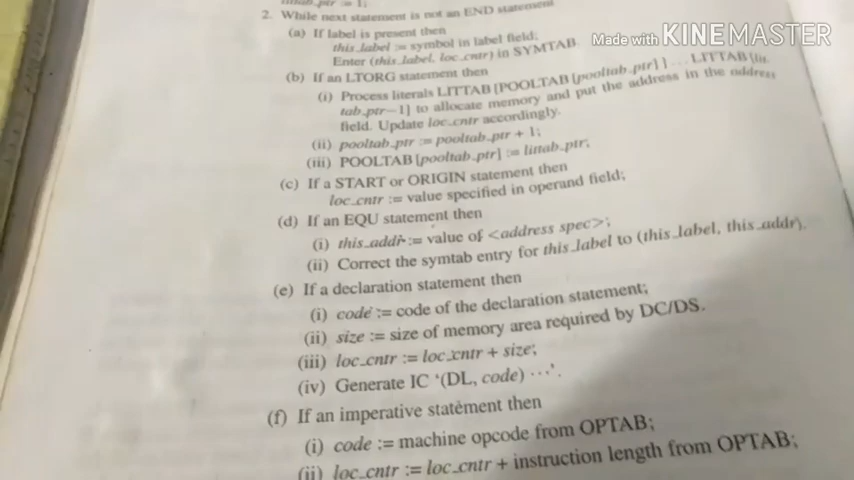 littab_ptr := 1;
2. While next statement is not an END statement
(a) If label is present then
this_label := symbol in label field;
Enter (this_label, loc_cntr) in SYMTAB.
(b) If an LTORG statement then
(i) Process literals LITTAB [POOLTAB [pooltab_ptr] ] ... LITTAB [lit-
tab_ptr−1] to allocate memory and put the address in the address
field. Update loc_cntr accordingly.
(ii) pooltab_ptr := pooltab_ptr + 1;
(iii) POOLTAB [pooltab_ptr] := littab_ptr;
(c) If a START or ORIGIN statement then
loc_cntr := value specified in operand field;
(d) If an EQU statement then
(i) this_addr := value of <address spec>;
(ii) Correct the symtab entry for this_label to (this_label, this_addr).
(e) If a declaration statement then
(i) code := code of the declaration statement;
(ii) size := size of memory area required by DC/DS.
(iii) loc_cntr := loc_cntr + size;
(iv) Generate IC ‘(DL, code) ···’.
(f) If an imperative statement then
(i) code := machine opcode from OPTAB;
(ii) loc_cntr := loc_cntr + instruction length from OPTAB;
Made with KINEMASTER